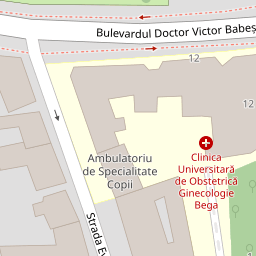 Bulevardul Doctor Victor Babeș
12
12
Ambulatoriu
de Specialitate
Copii
Clinica
Universitară
de Obstetrică
Ginecologie
Bega
Strada